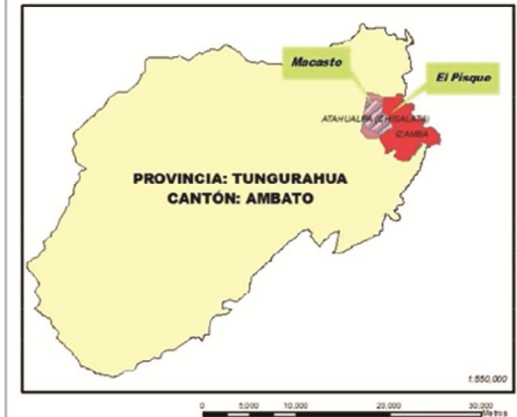 Macasto
El Pisque
ATAHUALPA (CHISALATA)
IZAMBA
PROVINCIA: TUNGURAHUA
CANTÓN: AMBATO
1:550,000
0 5,000 10,000 20,000 30,000
Metros